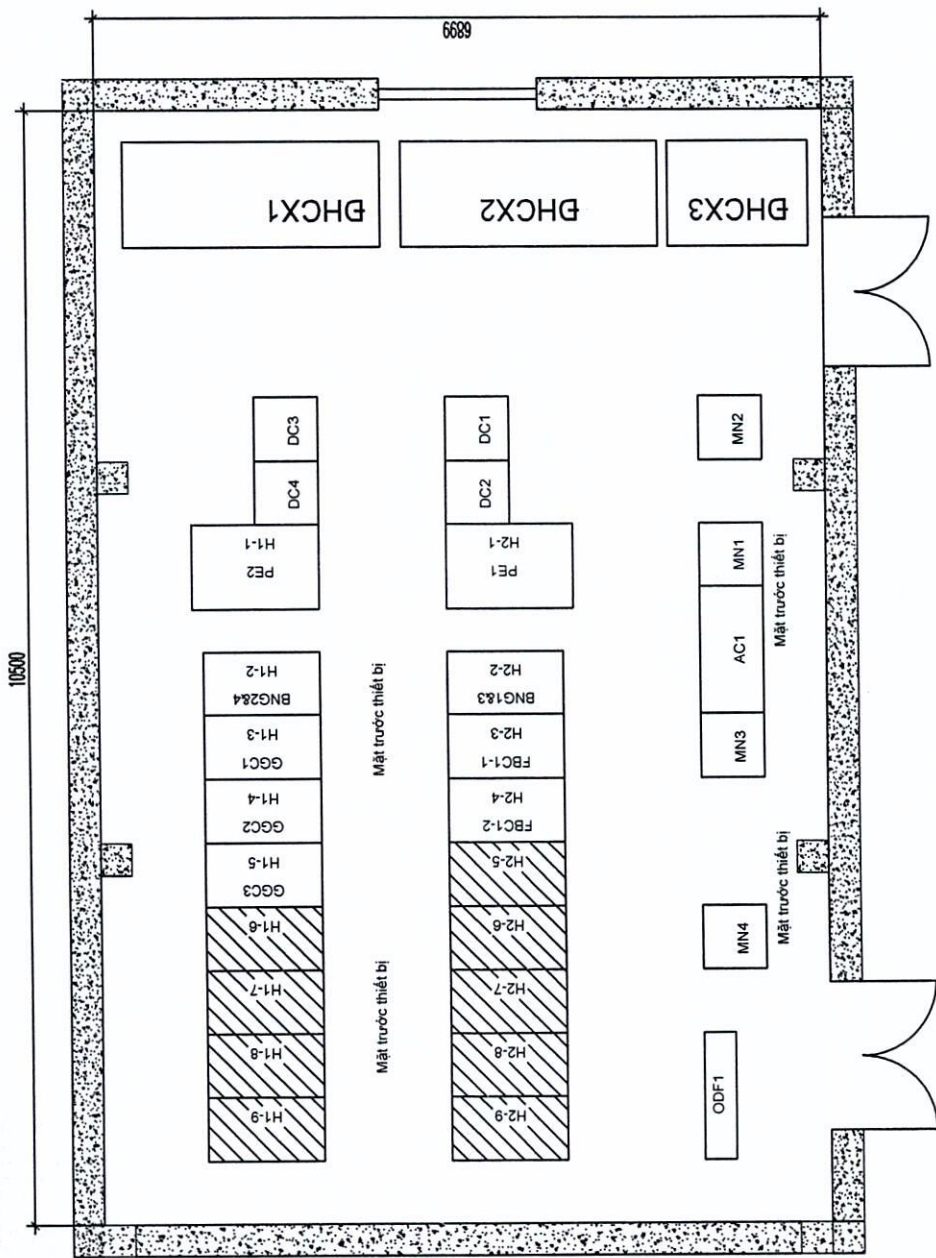 6899
10500
ĐHCX1
ĐHCX2
ĐHCX3
DC3
DC4
H1-1
PE2
DC1
DC2
H2-1
PE1
MN2
MN1
AC1
MN3
Mặt trước thiết bị
H1-2
BNG2&4
H1-3
GGC1
H1-4
GGC2
H1-5
GGC3
H1-6
H1-7
H1-8
H1-9
Mặt trước thiết bị
Mặt trước thiết bị
H2-2
BNG1&3
H2-3
FBC1-1
H2-4
FBC1-2
H2-5
H2-6
H2-7
H2-8
H2-9
MN4
Mặt trước thiết bị
ODF1